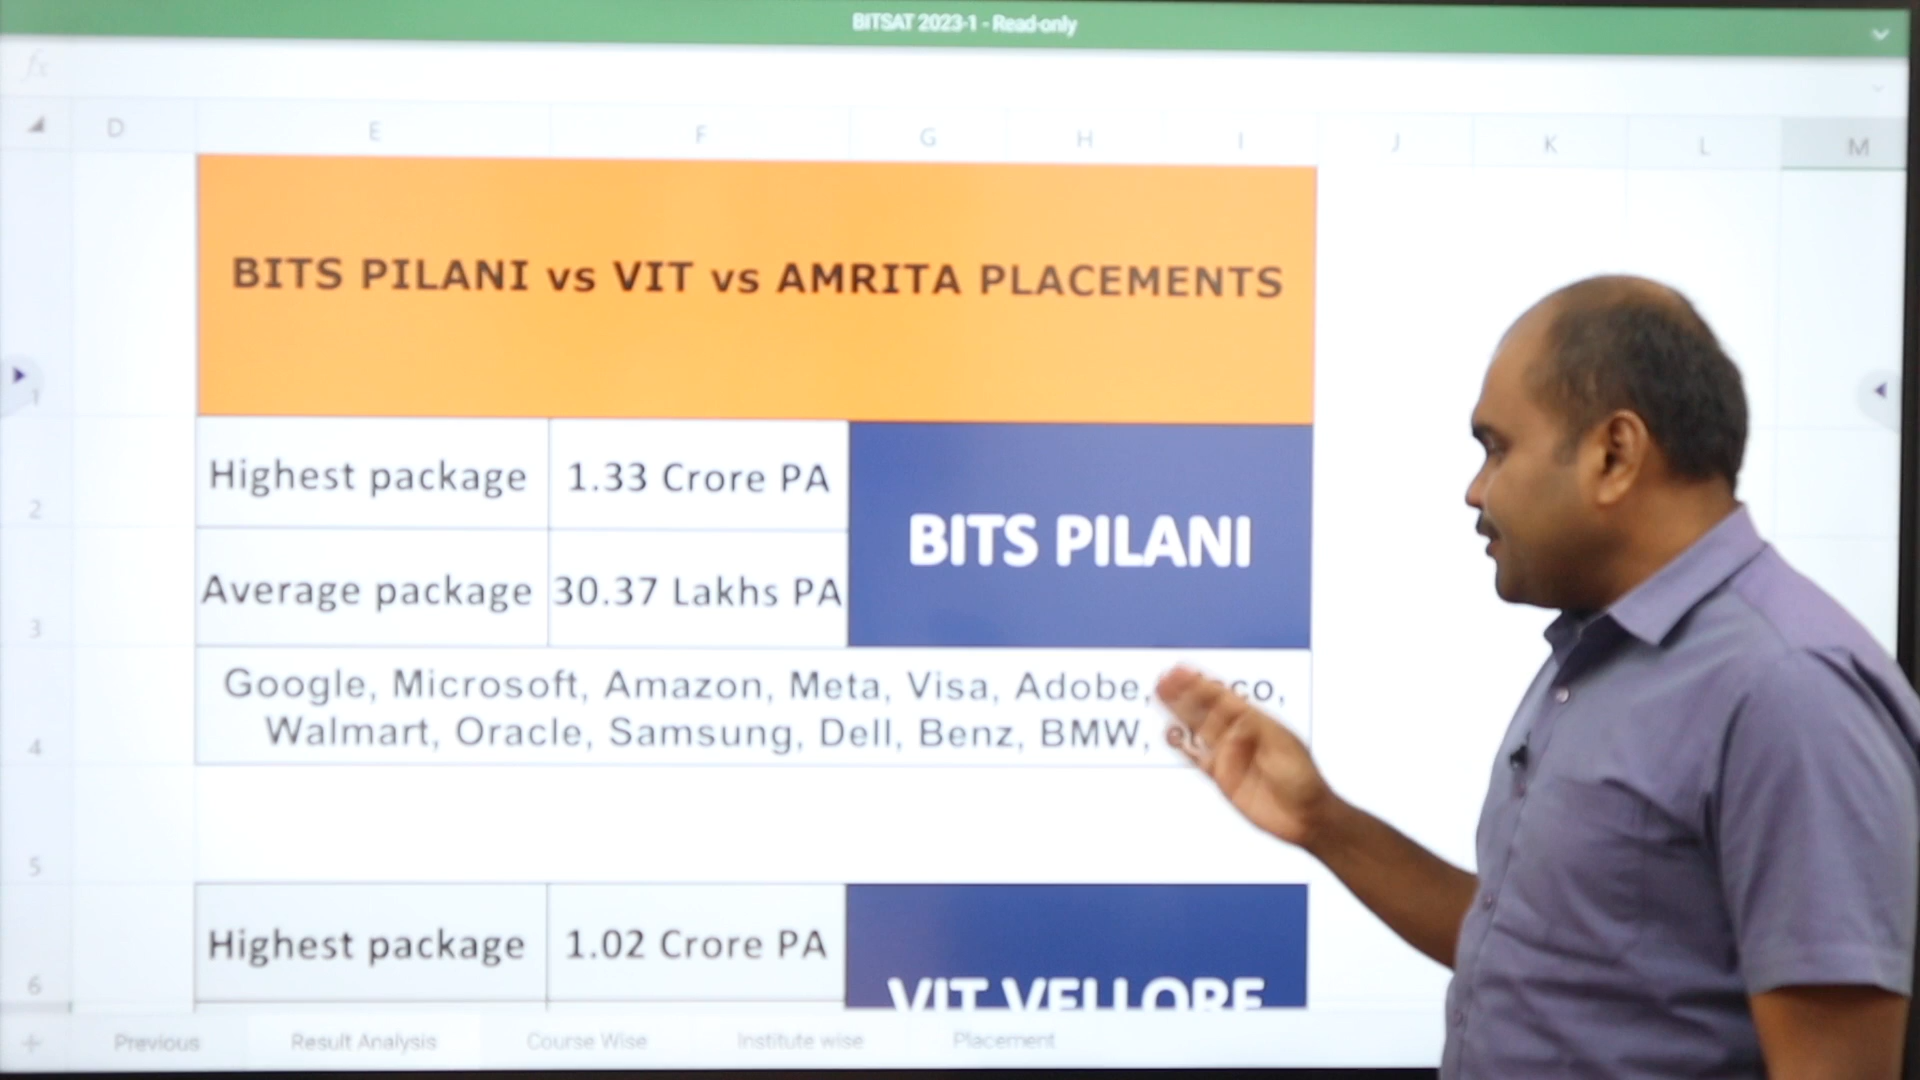 BITSAT 2023-1 - Read-only
fx
D E F G H I J K L M
BITS PILANI vs VIT vs AMRITA PLACEMENTS
1
Highest package 1.33 Crore PA
2
BITS PILANI
Average package 30.37 Lakhs PA
3
Google, Microsoft, Amazon, Meta, Visa, Adobe,
Walmart, Oracle, Samsung, Dell, Benz, BMW,
4
5
Highest package 1.02 Crore PA
6
VIT VELLORE
+ Previous Result Analysis Course Wise Institute wise Placement